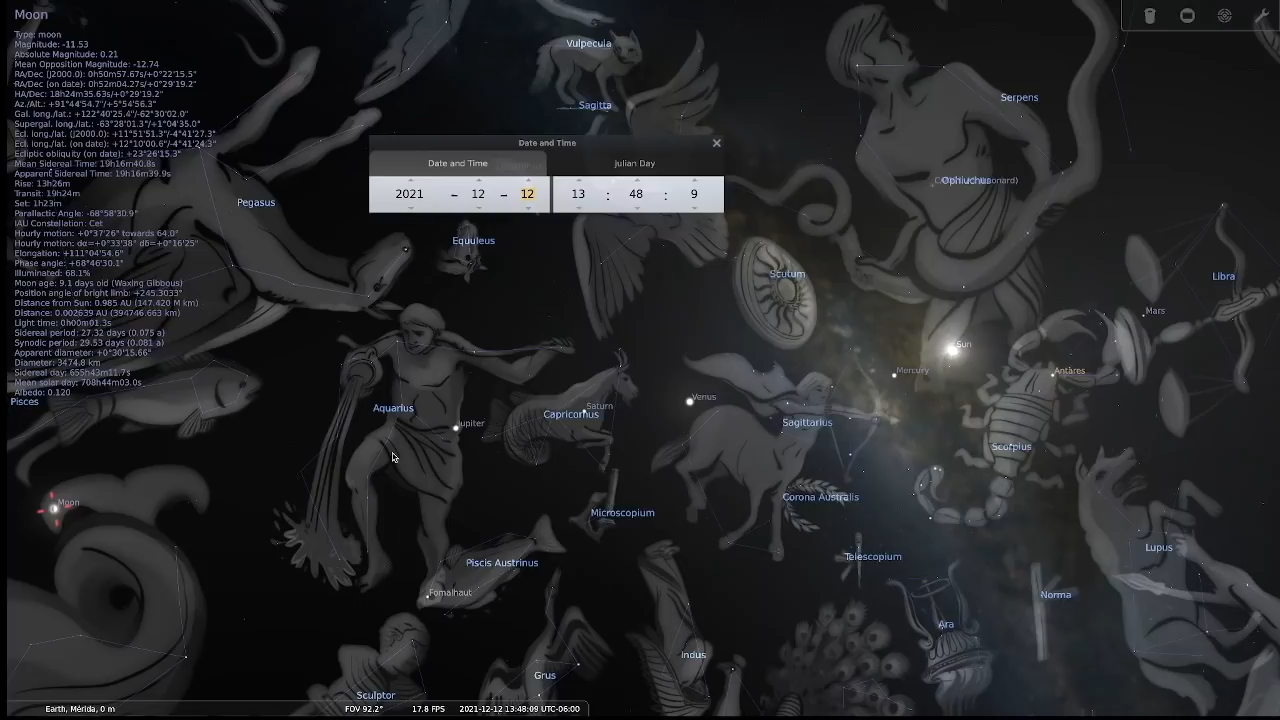 Moon
Type: moon
Magnitude: -11.53
Absolute Magnitude: 0.21
Mean Opposition Magnitude: -12.74
RA/Dec (J2000.0): 0h50m57.67s/+0°22'15.5"
RA/Dec (on date): 0h52m04.27s/+0°29'19.2"
HA/Dec: 18h24m35.63s/+0°29'19.2"
Az./Alt.: +91°44'54.7"/+5°54'56.3"
Gal. long./lat.: +122°40'25.4"/-62°30'02.0"
Supergal. long./lat.: -63°28'01.3"/+1°04'35.0"
Ecl. long./lat. (J2000.0): +11°51'51.3"/-4°41'27.3"
Ecl. long./lat. (on date): +12°10'00.6"/-4°41'24.3"
Ecliptic obliquity (on date): +23°26'15.3"
Mean Sidereal Time: 19h16m40.8s
Apparent Sidereal Time: 19h16m39.9s
Rise: 13h26m
Transit: 19h24m
Set: 1h23m
Parallactic Angle: -68°58'30.9"
IAU Constellation: Cet
Hourly motion: +0°37'26" towards 64.0°
Hourly motion: dα=+0°33'38" dδ=+0°16'25"
Elongation: +111°04'54.6"
Phase angle: +68°46'30.1"
Illuminated: 68.1%
Moon age: 9.1 days old (Waxing Gibbous)
Position angle of bright limb: +245.3033°
Distance from Sun: 0.985 AU (147.420 M km)
Distance: 0.002639 AU (394746.663 km)
Light time: 0h00m01.3s
Sidereal period: 27.32 days (0.075 a)
Synodic period: 29.53 days (0.081 a)
Apparent diameter: +0°30'15.66"
Diameter: 3474.8 km
Sidereal day: 655h43m11.7s
Mean solar day: 708h44m03.0s
Albedo: 0.120
Pisces
Vulpecula
Sagitta
Serpens
Date and Time
Date and Time
Julian Day
2021 - 12 - 12
13 : 48 : 9
Ophiuchus
Pegasus
Equuleus
Scutum
Libra
Mars
Sun
Mercury
Antares
Venus
Saturn
Capricornus
Aquarius
Jupiter
Sagittarius
Scorpius
Moon
Corona Australis
Microscopium
Lupus
Telescopium
Piscis Austrinus
Fomalhaut
Norma
Ara
Indus
Grus
Sculptor
Earth, Mérida, 0 m
FOV 92.2°
17.8 FPS
2021-12-12 13:48:09 UTC-06:00